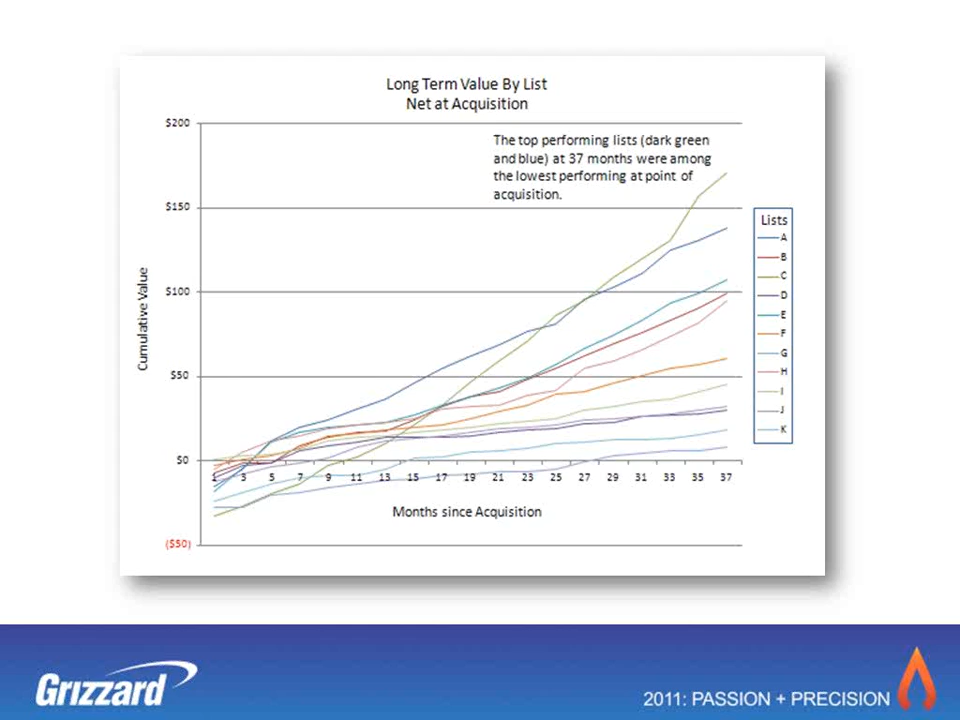 Long Term Value By List
Net at Acquisition
$200
The top performing lists (dark green
and blue) at 37 months were among
the lowest performing at point of
acquisition.
$150
Lists
A
B
C
D
E
F
G
H
I
J
K
$100
Cumulative Value
$50
$0
1 3 5 7 9 11 13 15 17 19 21 23 25 27 29 31 33 35 37
Months since Acquisition
($50)
GRIZZARD
2011: PASSION + PRECISION